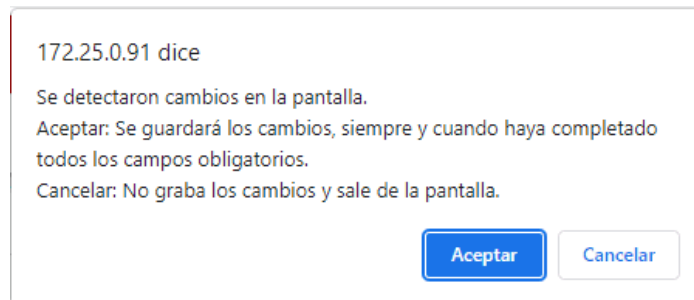 172.25.0.91 dice
Se detectaron cambios en la pantalla.
Aceptar: Se guardará los cambios, siempre y cuando haya completado
todos los campos obligatorios.
Cancelar: No graba los cambios y sale de la pantalla.
Aceptar
Cancelar